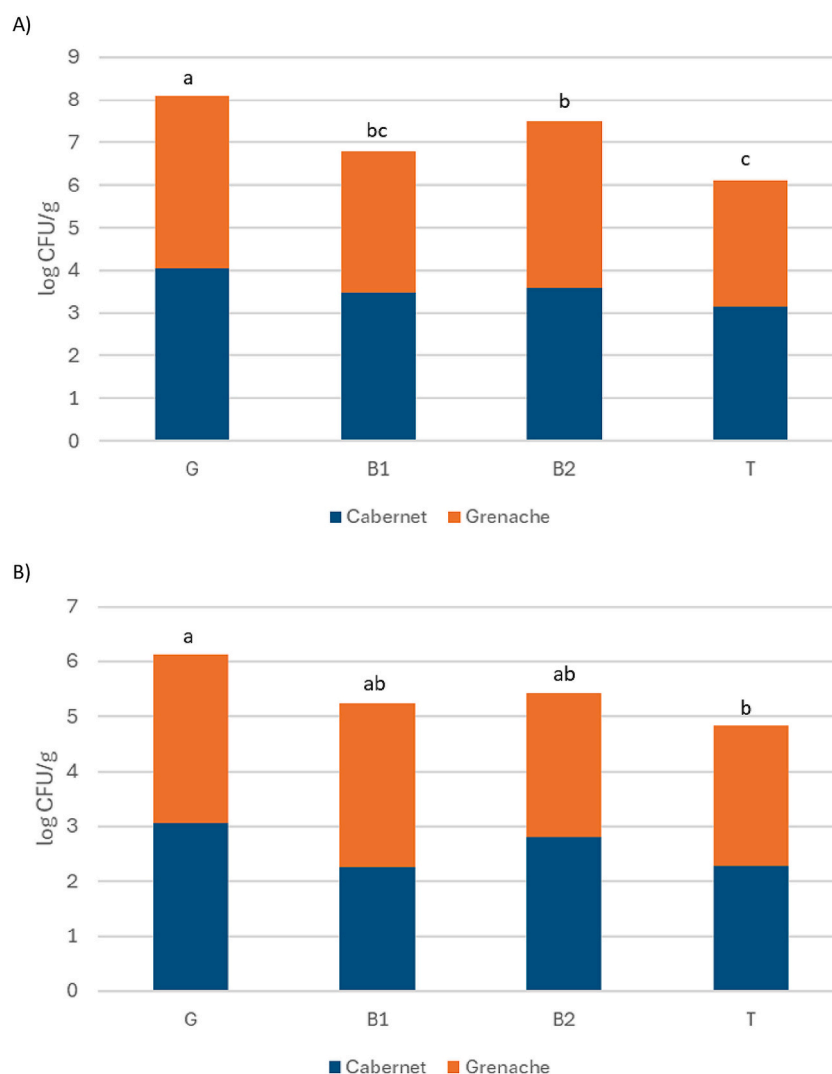 A)
9
8
7
6
5
4
3
2
1
0
log CFU/g
a
bc
b
c
G B1 B2 T
Cabernet Grenache
B)
7
6
5
4
3
2
1
0
log CFU/g
a
ab
ab
b
G B1 B2 T
Cabernet Grenache